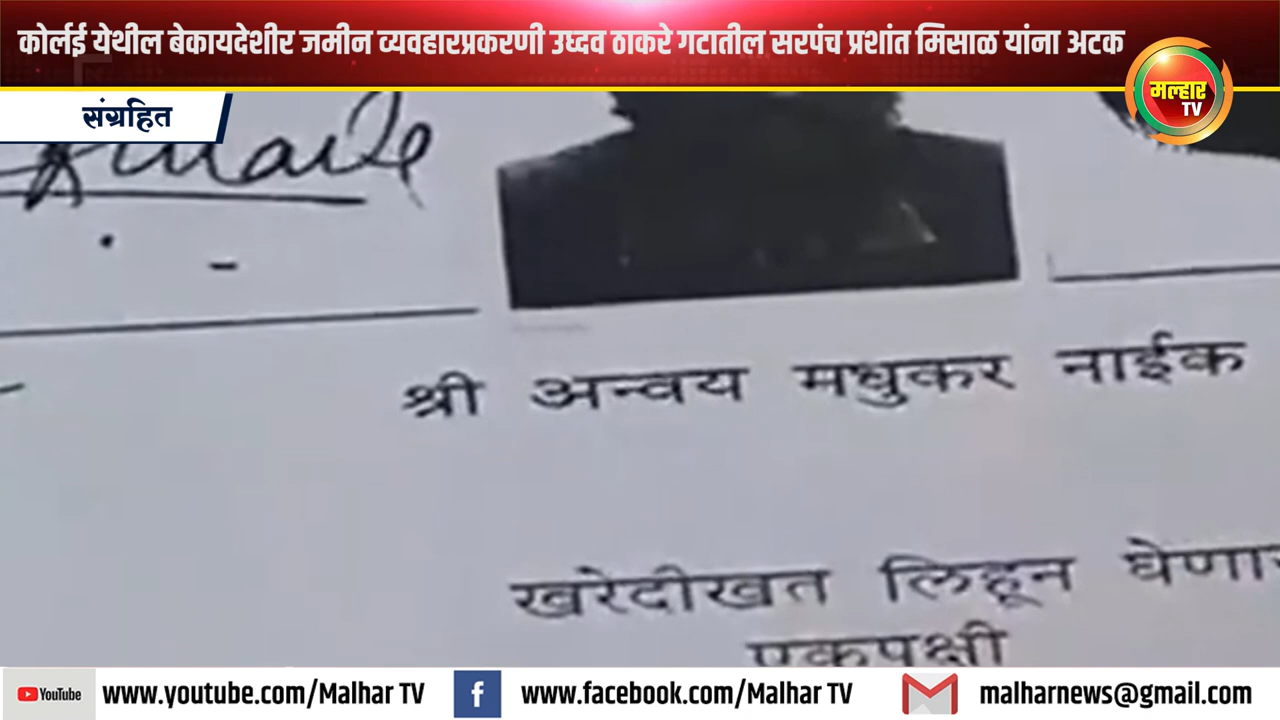 कोर्लई येथील बेकायदेशीर जमीन व्यवहारप्रकरणी उध्दव ठाकरे गटातील सरपंच प्रशांत मिसाळ यांना अटक
मल्हार
TV
संग्रहित
श्री अन्वय मधुकर नाईक
खरेदीखत लिहून
एकपक्षी
YouTube
www.youtube.com/Malhar TV
www.facebook.com/Malhar TV
malharnews@gmail.com